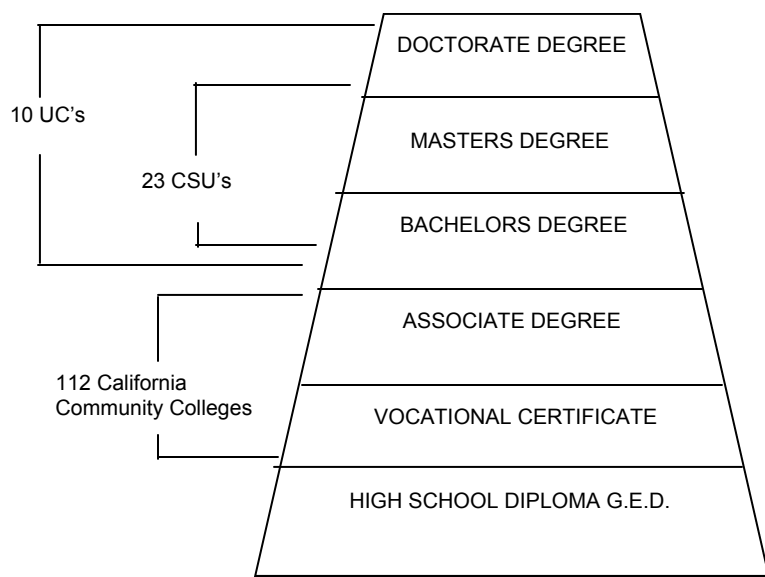 DOCTORATE DEGREE
10 UC's
MASTERS DEGREE
23 CSU's
BACHELORS DEGREE
ASSOCIATE DEGREE
112 California
Community Colleges
VOCATIONAL CERTIFICATE
HIGH SCHOOL DIPLOMA G.E.D.